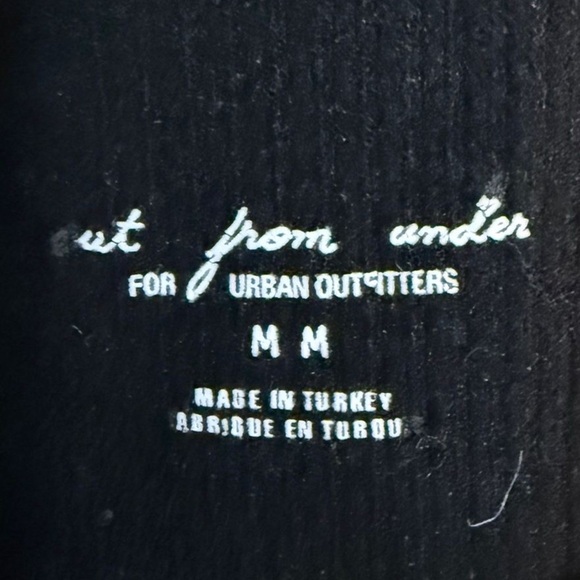 ut from under
FOR URBAN OUTFITTERS
M M
MADE IN TURKEY
ABRIQUE EN TURQU